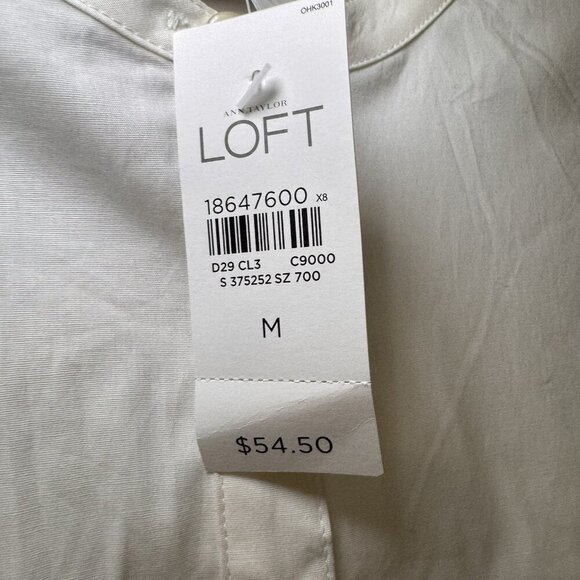 OHK3001
ANN TAYLOR
LOFT
18647600 X8
D29 CL3 C9000
S 375252 SZ 700
M
$54.50